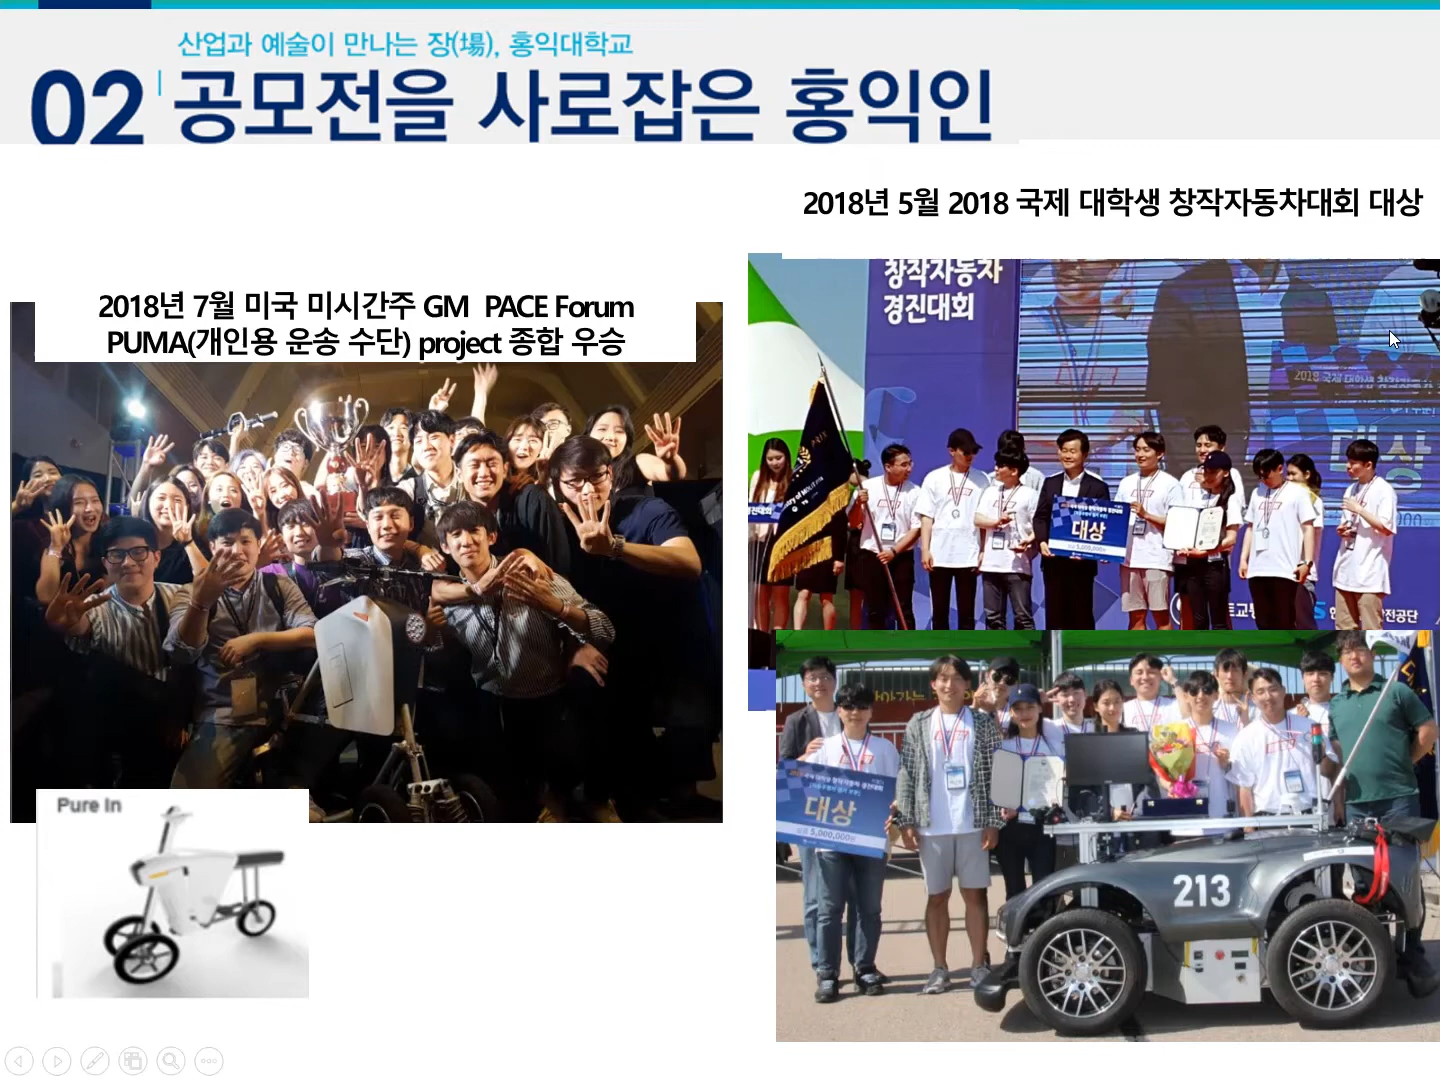 산업과 예술이 만나는 장(場), 홍익대학교
02 공모전을 사로잡은 홍익인
2018년 5월 2018 국제 대학생 창작자동차대회 대상
2018년 7월 미국 미시간주 GM PACE Forum
PUMA(개인용 운송 수단) project 종합 우승
창작자동차
경진대회
대상
대상
대상
5,000,000
213
Pure In